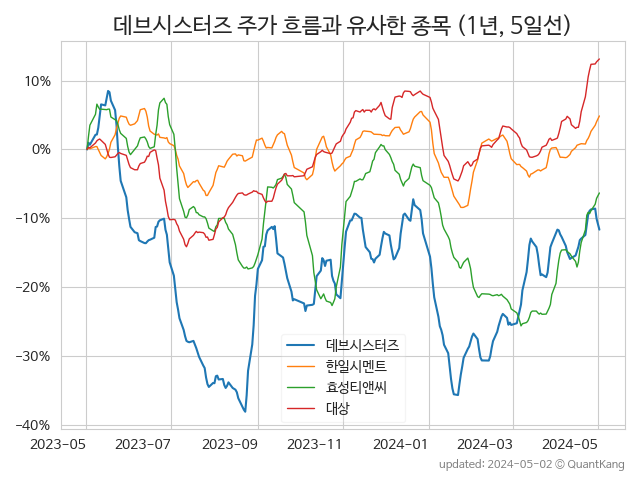 데브시스터즈 주가 흐름과 유사한 종목 (1년, 5일선)
10%
0%
−10%
−20%
−30%
−40%
데브시스터즈
한일시멘트
효성티앤씨
대상
2023-05 2023-07 2023-09 2023-11 2024-01 2024-03 2024-05
updated: 2024-05-02 © QuantKang